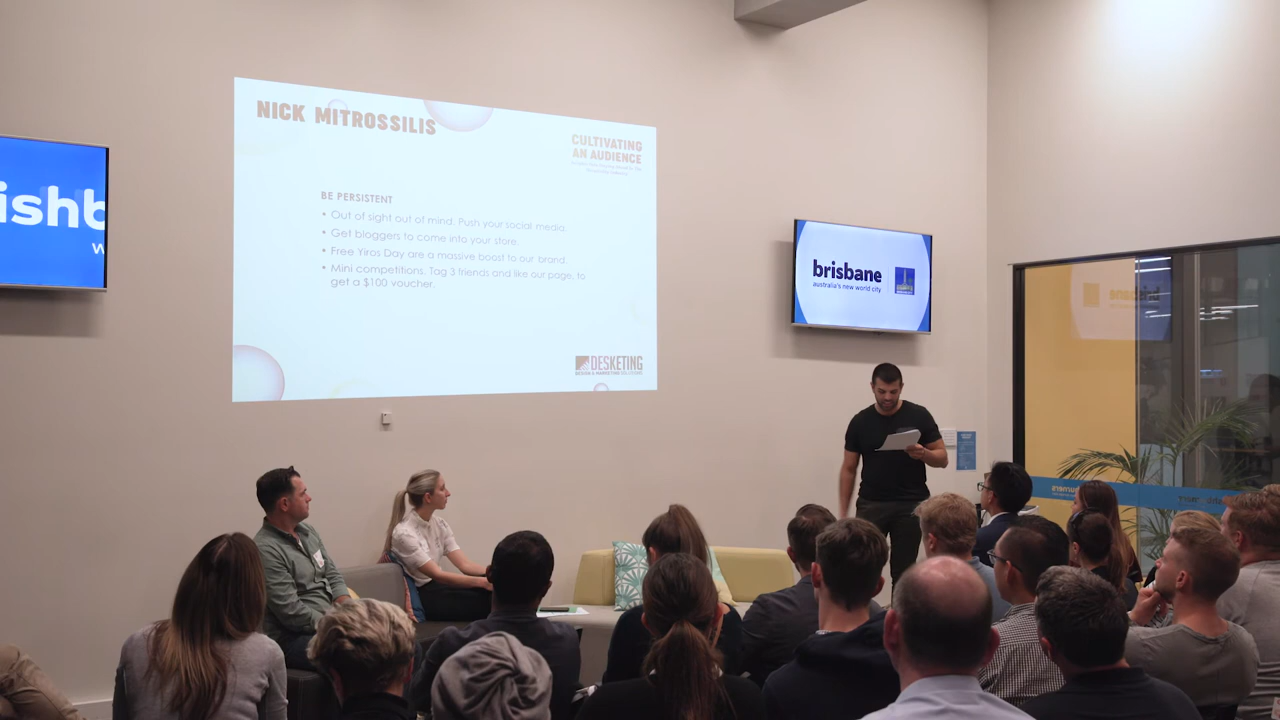 ishb
w
NICK MITROSSILIS
CULTIVATING
AN AUDIENCE
BE PERSISTENT
• Out of sight out of mind. Push your social media.
• Get bloggers to come into your store.
• Free Yiros Day are a massive boost to our brand.
• Mini competitions. Tag 3 friends and like our page, to
get a $100 voucher.
DESKETING
brisbane
australia's new world city